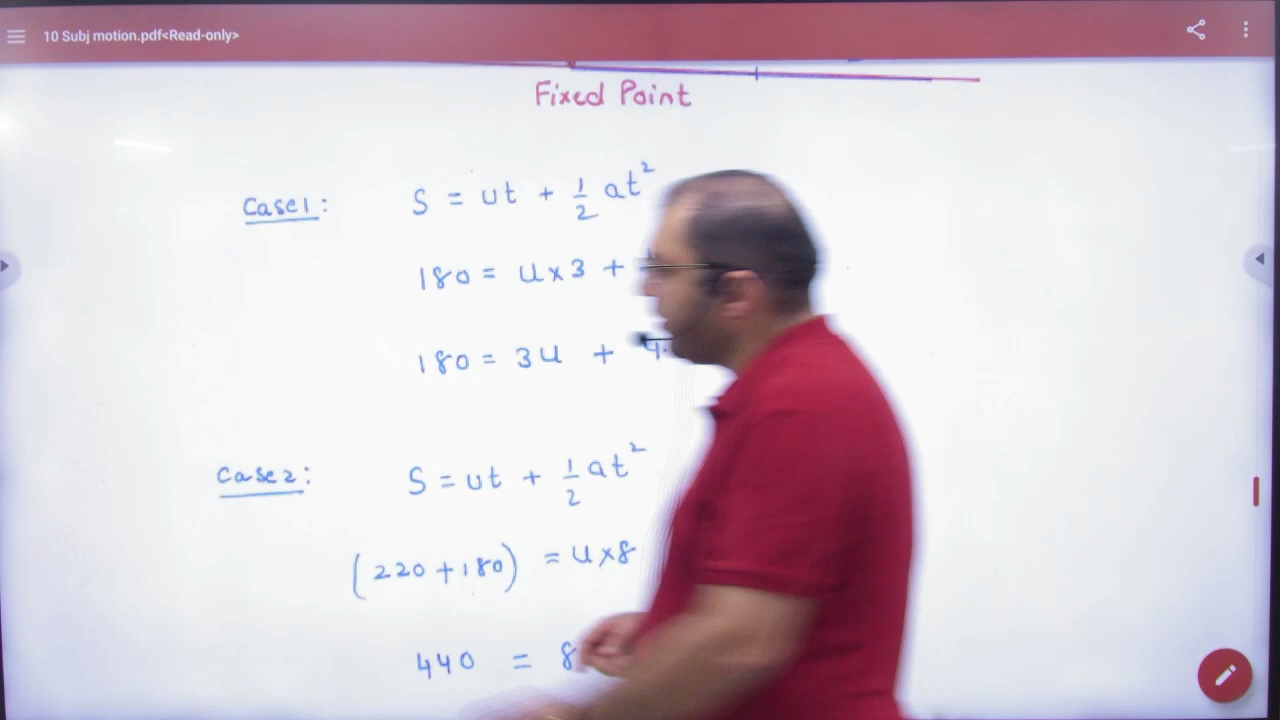 10 Subj motion.pdf<Read-only>
Fixed Point
Case1: S = ut + 1/2 at²
180 = u×3 +
180 = 3u + 4.
Case2: S = ut + 1/2 at²
(220+180) = u×8
440 = 8